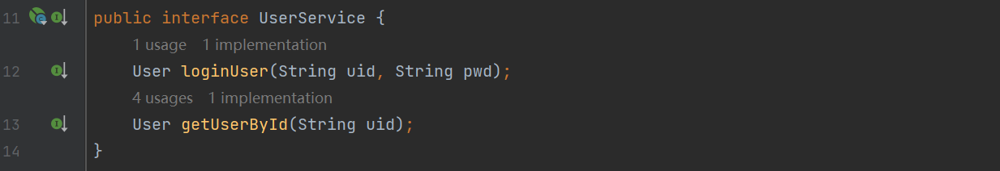 11 public interface UserService {
1 usage 1 implementation
12 User loginUser(String uid, String pwd);
4 usages 1 implementation
13 User getUserById(String uid);
14 }